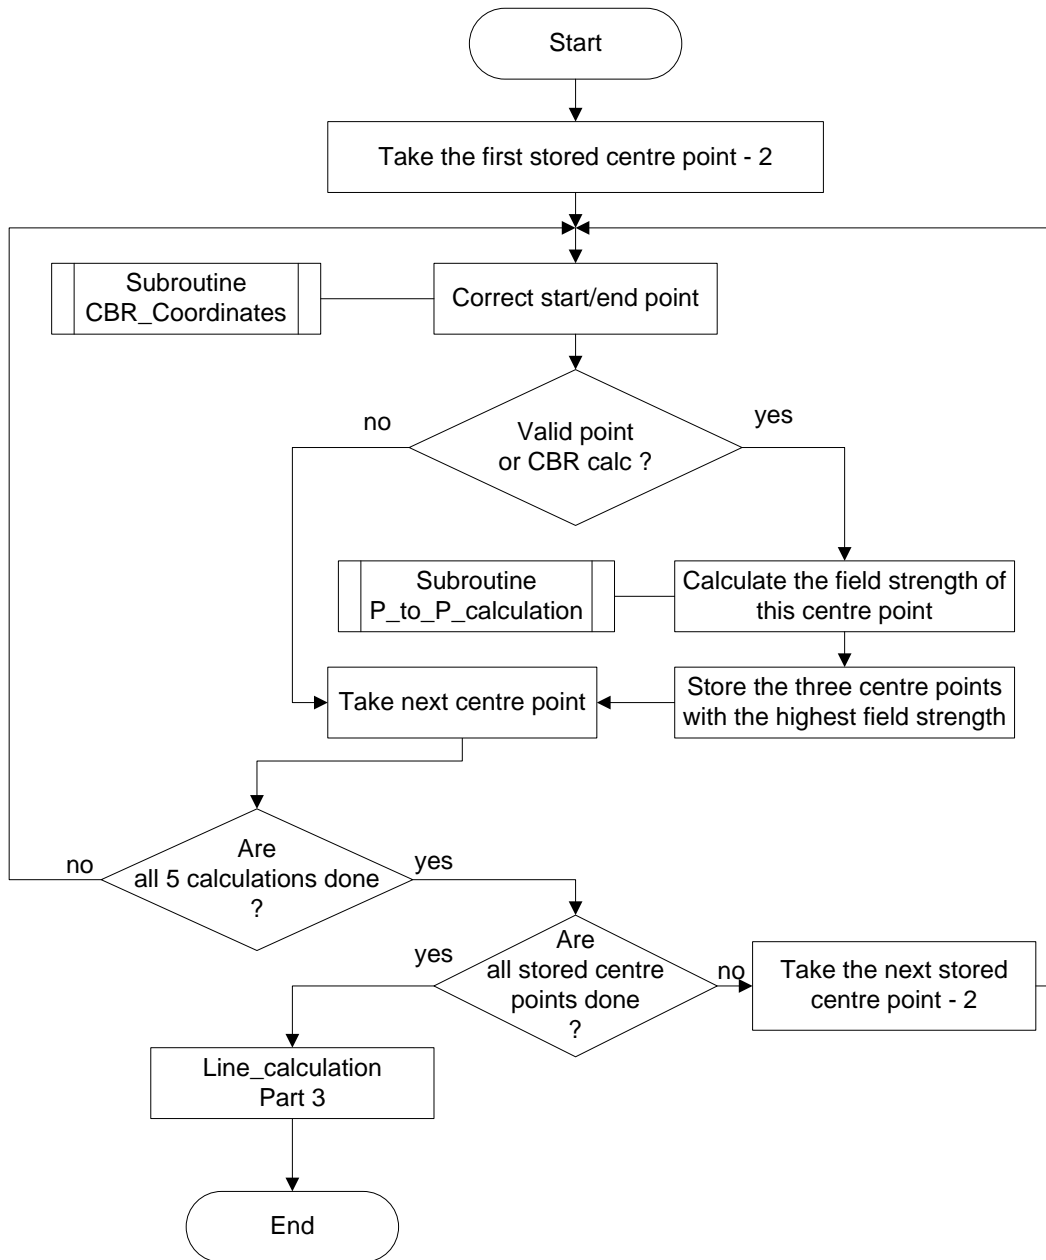 Start
Take the first stored centre point - 2
Subroutine
CBR_Coordinates
Correct start/end point
no
yes
Valid point
or CBR calc ?
Subroutine
P_to_P_calculation
Calculate the field strength of
this centre point
Take next centre point
Store the three centre points
with the highest field strength
no
Are
all 5 calculations done
?
yes
yes
Are
all stored centre
points done
?
no
Take the next stored
centre point - 2
Line_calculation
Part 3
End